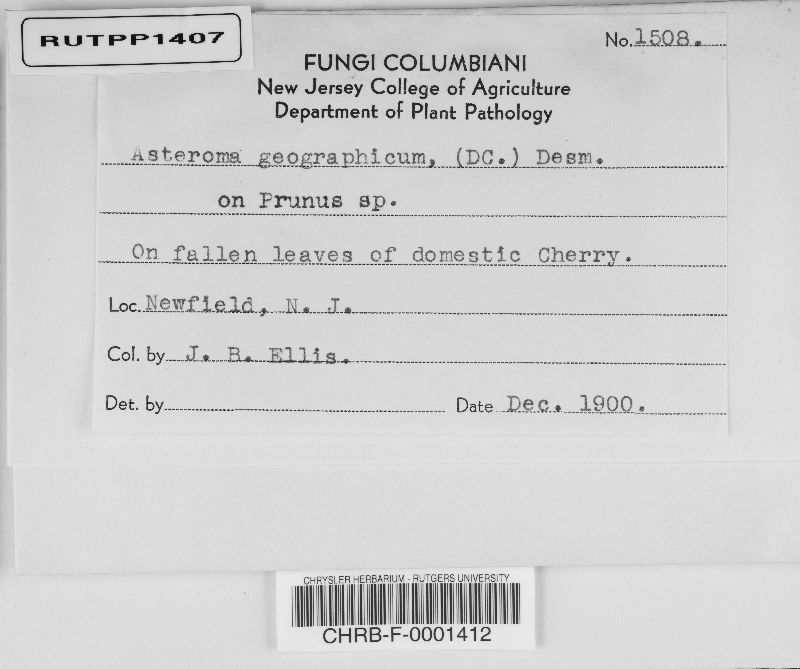 RUTPP1407
No. 1508.
FUNGI COLUMBIANI
New Jersey College of Agriculture
Department of Plant Pathology
Asteroma geographicum, (DC.) Desm.
on Prunus sp.
On fallen leaves of domestic Cherry.
Loc. Newfield, N. J.
Col. by J. B. Ellis.
Det. by
Date Dec. 1900.
CHRYSLER HERBARIUM - RUTGERS UNIVERSITY
CHRB-F-0001412